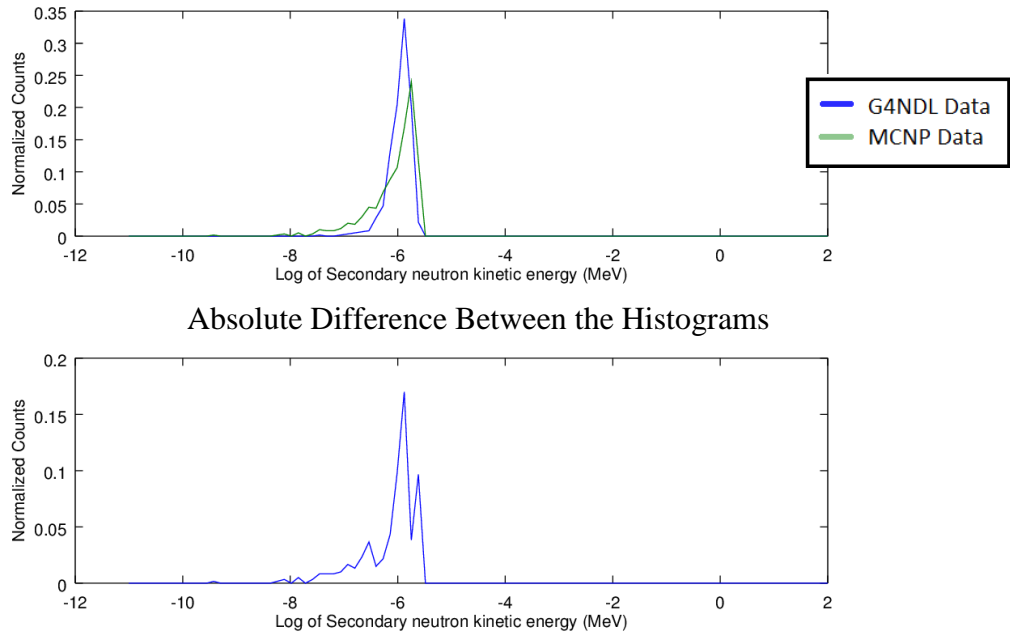 0.35
0.3
0.25
0.2
0.15
0.1
0.05
0
Normalized Counts
-12 -10 -8 -6 -4 -2 0 2
Log of Secondary neutron kinetic energy (MeV)
G4NDL Data
MCNP Data
Absolute Difference Between the Histograms
0.2
0.15
0.1
0.05
0
Normalized Counts
-12 -10 -8 -6 -4 -2 0 2
Log of Secondary neutron kinetic energy (MeV)